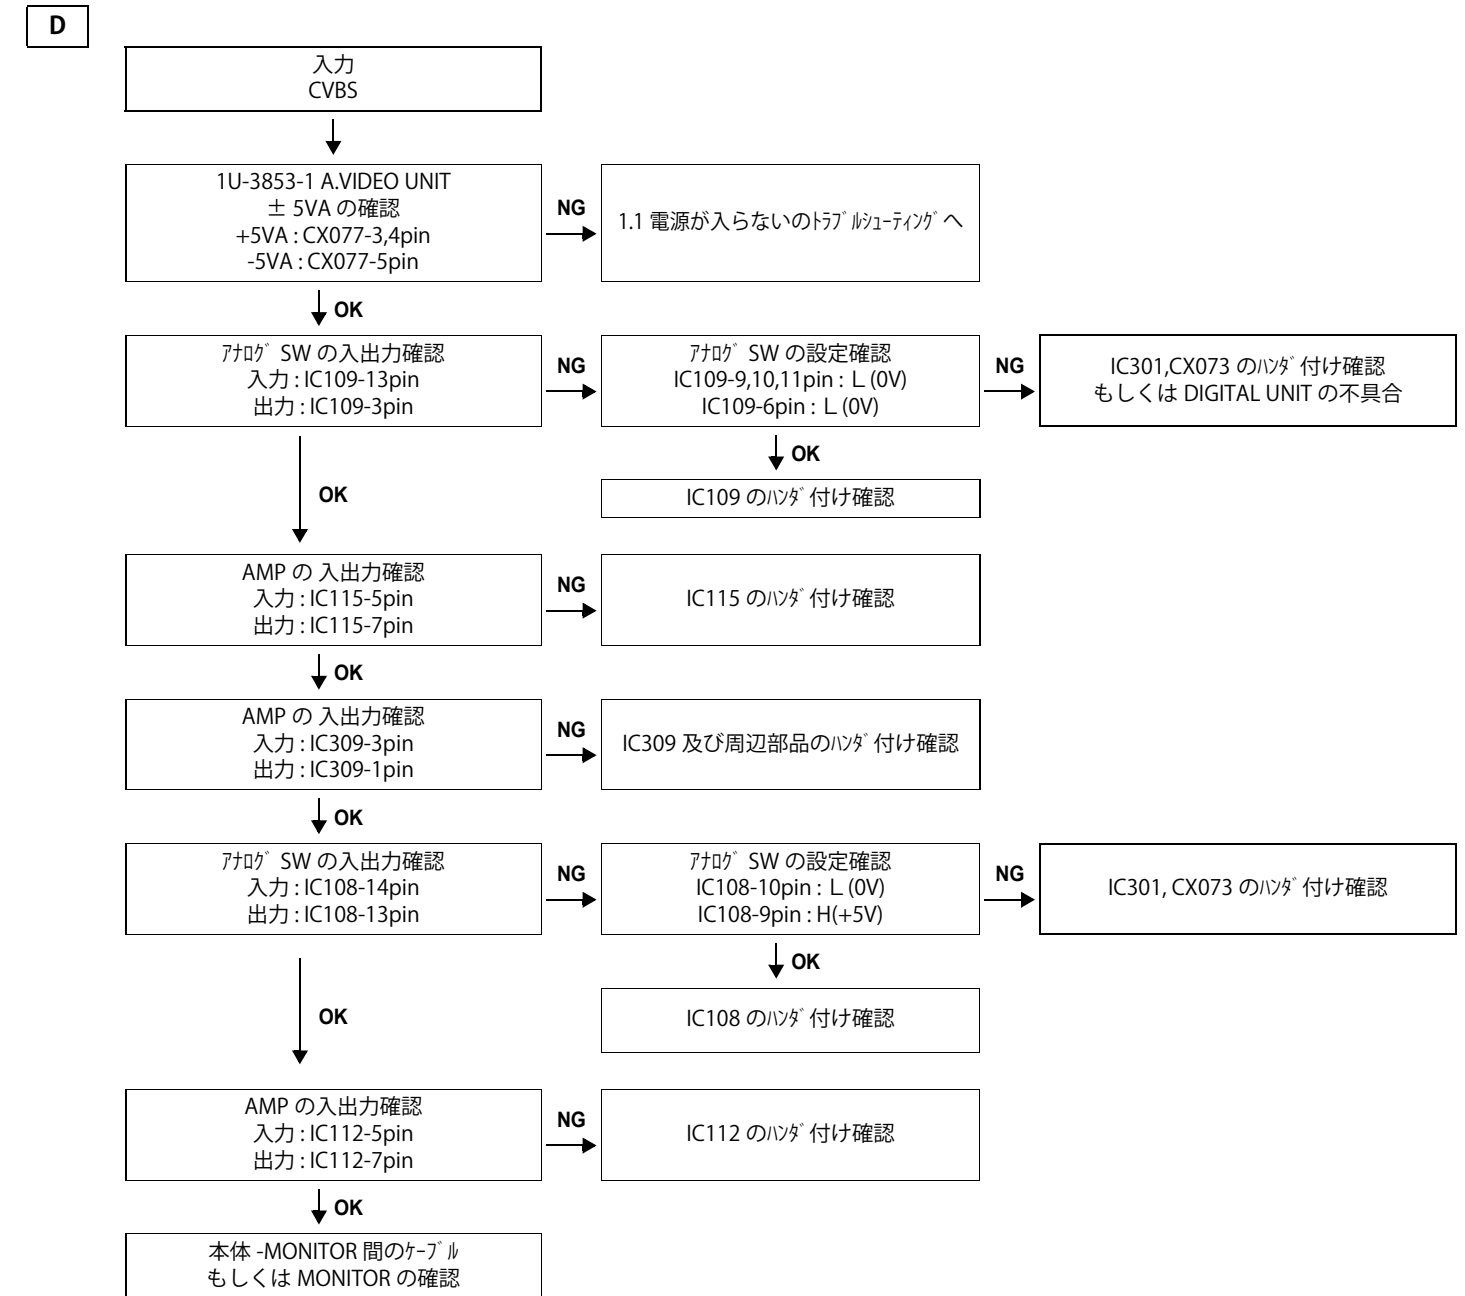 D
入力
CVBS
1U-3853-1 A.VIDEO UNIT
± 5VA の確認
+5VA : CX077-3,4pin
-5VA : CX077-5pin
NG
1.1 電源が入らないのﾄﾗﾌﾞﾙｼｭｰﾃｨﾝｸﾞへ
OK
ｱﾅﾛｸﾞ SW の入出力確認
入力 : IC109-13pin
出力 : IC109-3pin
NG
ｱﾅﾛｸﾞ SW の設定確認
IC109-9,10,11pin : L (0V)
IC109-6pin : L (0V)
NG
IC301,CX073 のﾊﾝﾀﾞ付け確認
もしくは DIGITAL UNIT の不具合
OK
IC109 のﾊﾝﾀﾞ付け確認
OK
AMP の 入出力確認
入力 : IC115-5pin
出力 : IC115-7pin
NG
IC115 のﾊﾝﾀﾞ付け確認
OK
AMP の 入出力確認
入力 : IC309-3pin
出力 : IC309-1pin
NG
IC309 及び周辺部品のﾊﾝﾀﾞ付け確認
OK
ｱﾅﾛｸﾞ SW の入出力確認
入力 : IC108-14pin
出力 : IC108-13pin
NG
ｱﾅﾛｸﾞ SW の設定確認
IC108-10pin : L (0V)
IC108-9pin : H(+5V)
NG
IC301, CX073 のﾊﾝﾀﾞ付け確認
OK
IC108 のﾊﾝﾀﾞ付け確認
OK
AMP の入出力確認
入力 : IC112-5pin
出力 : IC112-7pin
NG
IC112 のﾊﾝﾀﾞ付け確認
OK
本体 -MONITOR 間のｹｰﾌﾞﾙ
もしくは MONITOR の確認